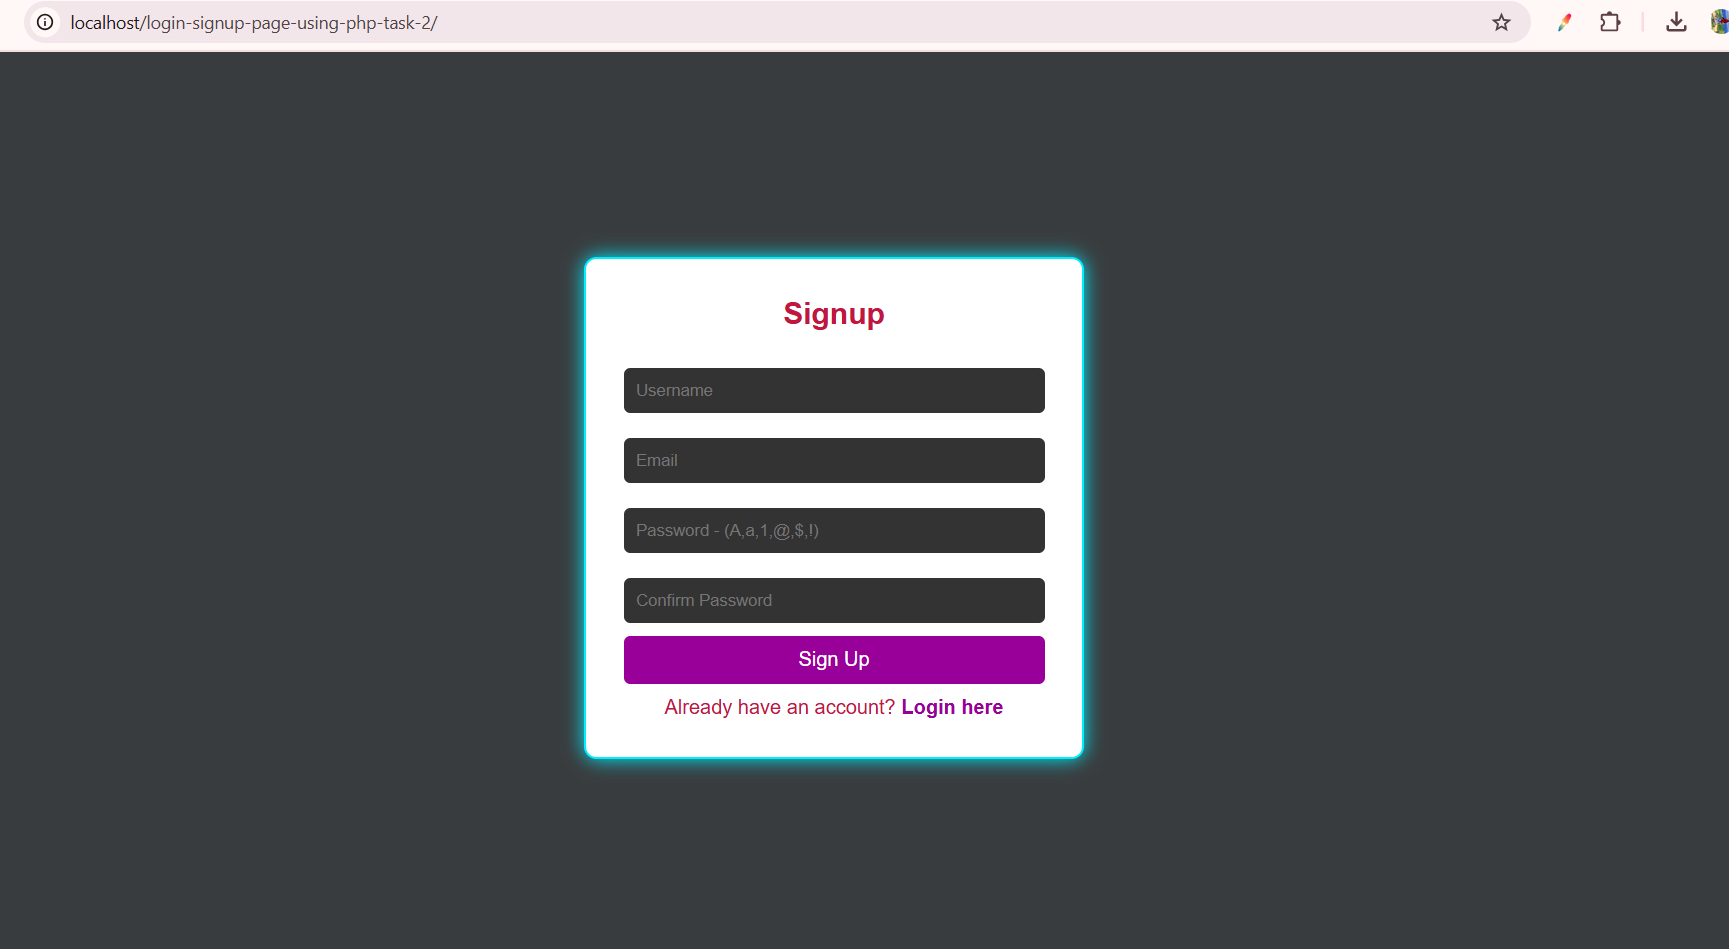 localhost/login-signup-page-using-php-task-2/
Signup
Username
Email
Password - (A,a,1,@,$,!)
Confirm Password
Sign Up
Already have an account? Login here